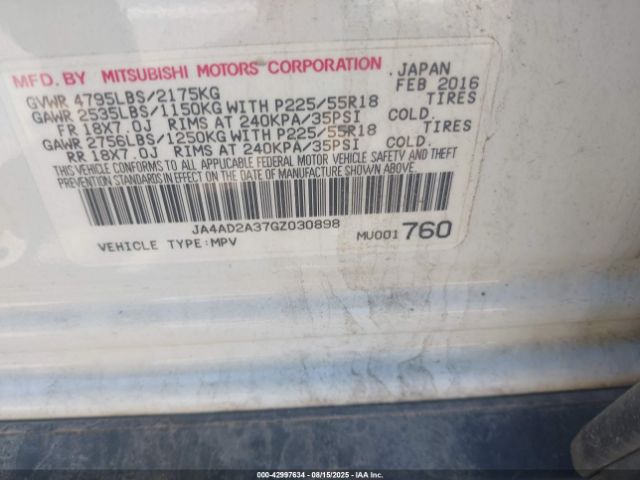 MFD. BY MITSUBISHI MOTORS CORPORATION JAPAN
GVWR 4795LBS/2175KG FEB 2016
GAWR 2535LBS/1150KG WITH P225/55R18 TIRES
FR 18X7.0J RIMS AT 240KPA/35PSI COLD.
GAWR 2756LBS/1250KG WITH P225/55R18 TIRES
RR 18X7.0J RIMS AT 240KPA/35PSI COLD.
THIS VEHICLE CONFORMS TO ALL APPLICABLE FEDERAL MOTOR VEHICLE SAFETY AND THEFT
PREVENTION STANDARDS IN EFFECT ON THE DATE OF MANUFACTURE SHOWN ABOVE.
JA4AD2A37GZ030898
VEHICLE TYPE:MPV MU001760
000-42997634 - 08/15/2025 - Copyright © IAA, LLC